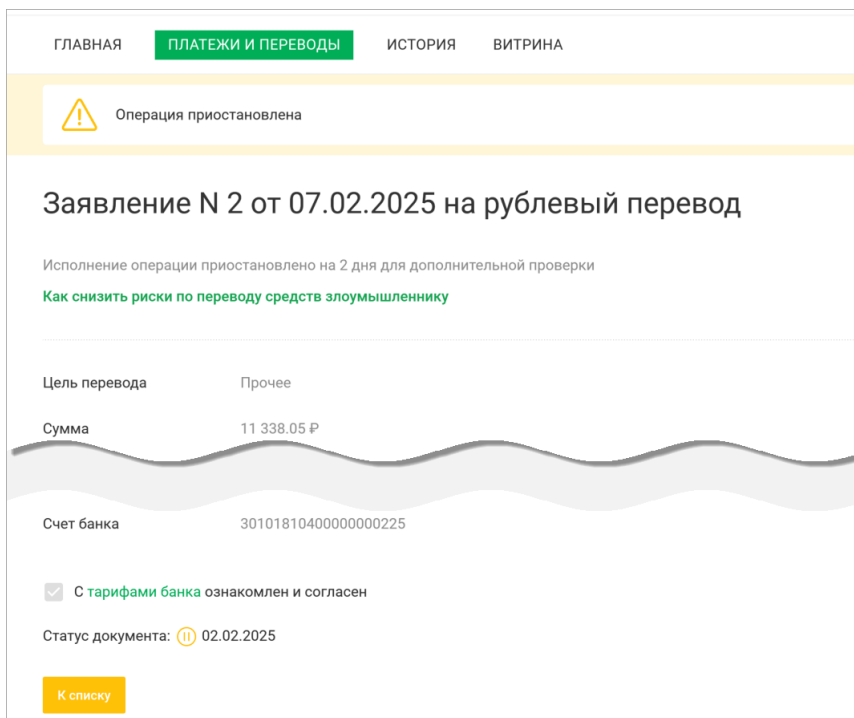 ГЛАВНАЯ ПЛАТЕЖИ И ПЕРЕВОДЫ ИСТОРИЯ ВИТРИНА
Операция приостановлена
Заявление N 2 от 07.02.2025 на рублевый перевод
Исполнение операции приостановлено на 2 дня для дополнительной проверки
Как снизить риски по переводу средств злоумышленнику
Цель перевода Прочее
Сумма 11 338.05 ₽
Счет банка 30101810400000000225
С тарифами банка ознакомлен и согласен
Статус документа: 02.02.2025
К списку